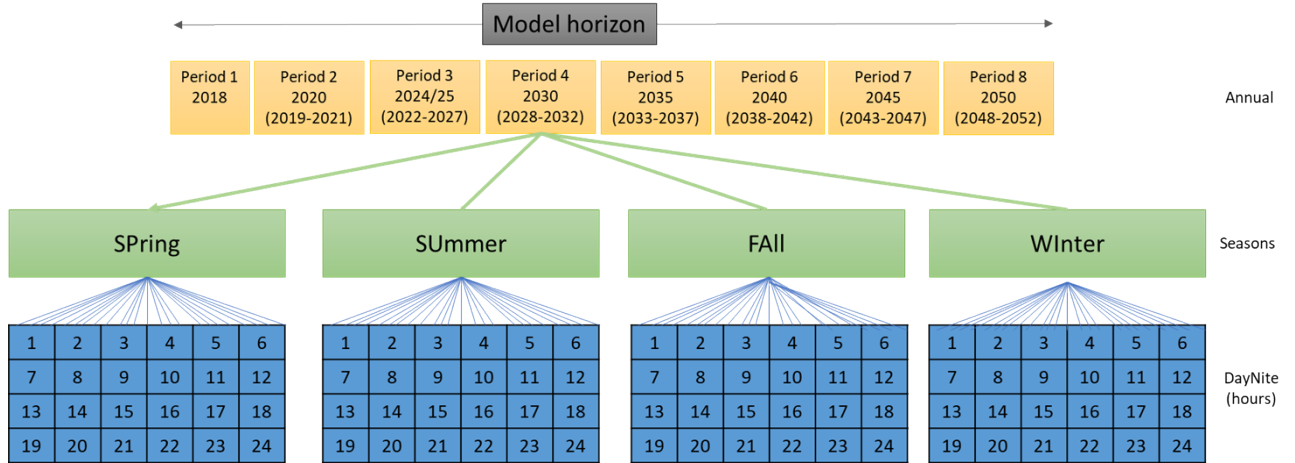 Model horizon
Period 1
2018
Period 2
2020
(2019-2021)
Period 3
2024/25
(2022-2027)
Period 4
2030
(2028-2032)
Period 5
2035
(2033-2037)
Period 6
2040
(2038-2042)
Period 7
2045
(2043-2047)
Period 8
2050
(2048-2052)
Annual
SPring
SUmmer
FAll
WInter
Seasons
1 2 3 4 5 6
7 8 9 10 11 12
13 14 15 16 17 18
19 20 21 22 23 24
1 2 3 4 5 6
7 8 9 10 11 12
13 14 15 16 17 18
19 20 21 22 23 24
1 2 3 4 5 6
7 8 9 10 11 12
13 14 15 16 17 18
19 20 21 22 23 24
1 2 3 4 5 6
7 8 9 10 11 12
13 14 15 16 17 18
19 20 21 22 23 24
DayNite
(hours)